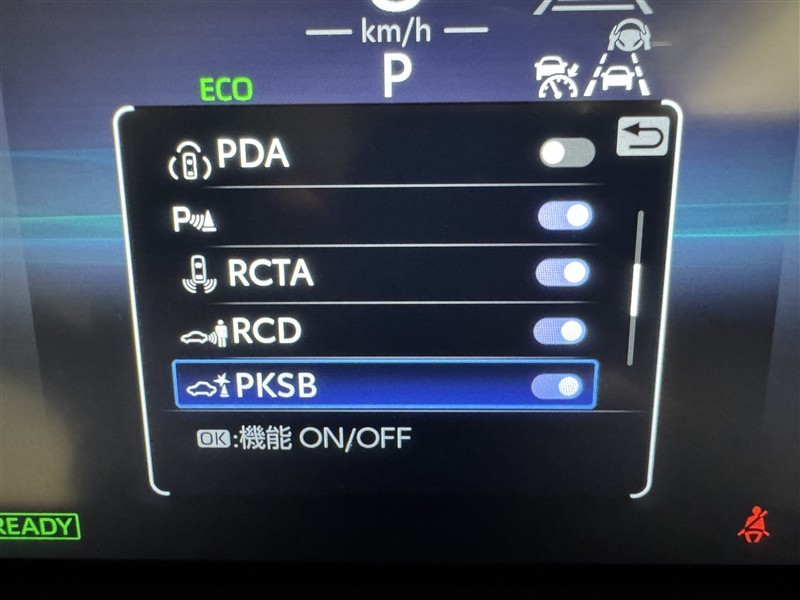 km/h
P
ECO
PDA
P
RCTA
RCD
PKSB
OK:機能 ON/OFF
READY